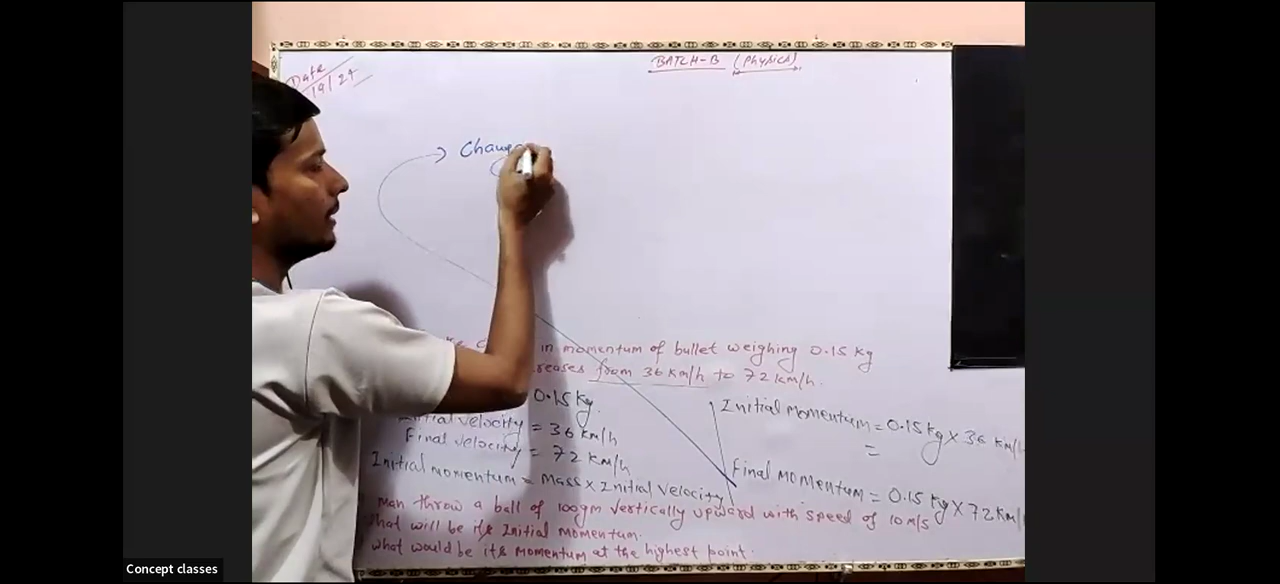 BATCH-B (Physics)
Date
19/24
Change
in momentum of bullet weighing 0.15 kg
reases from 36 km/h to 72 km/h.
0.15 kg.
Initial velocity = 36 km/h
Final velocity = 72 km/h
Initial momentum = Mass x Initial velocity
Initial momentum = 0.15 kg x 36 km/h
=
Final momentum = 0.15 kg x 72 km/
man throw a ball of 100gm vertically upward with speed of 10 m/s
What will be its Initial momentum.
What would be its momentum at the highest point.
Concept classes